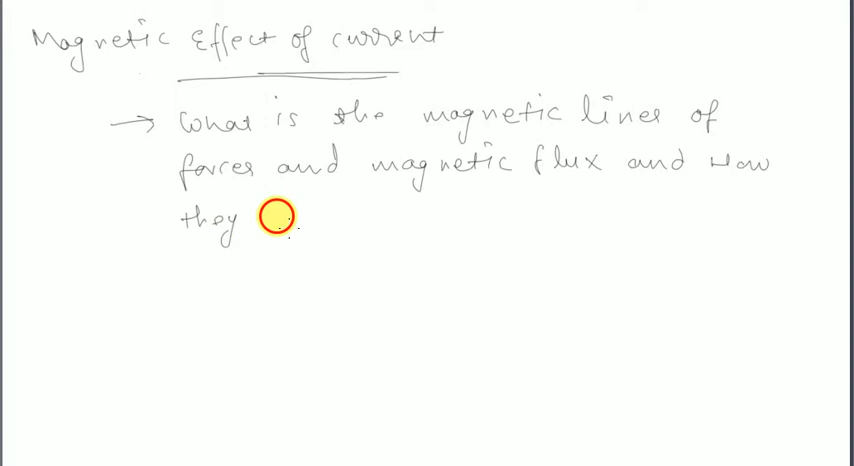 Magnetic Effect of current
→ What is the magnetic lines of
forces and magnetic flux and How
they